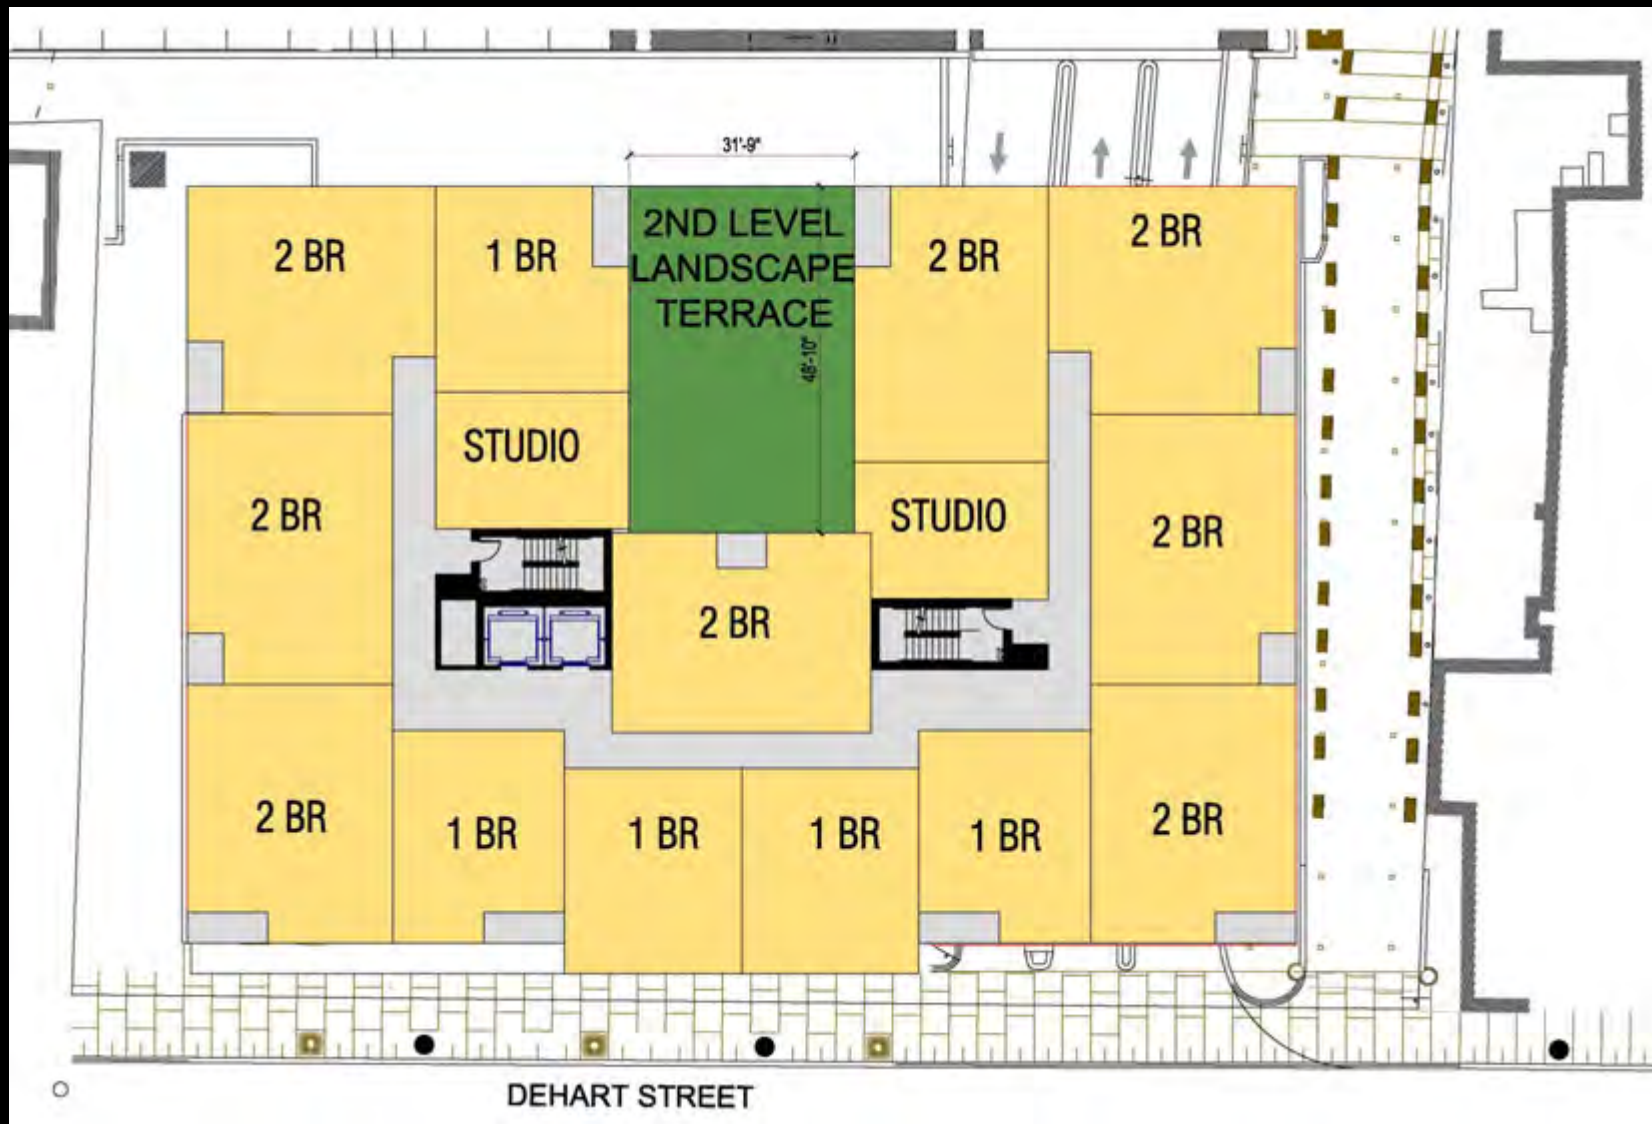 31'-9"
2 BR
1 BR
2ND LEVEL
LANDSCAPE
TERRACE
2 BR
2 BR
48'-10"
STUDIO
2 BR
STUDIO
2 BR
2 BR
2 BR
1 BR
1 BR
1 BR
1 BR
2 BR
DEHART STREET